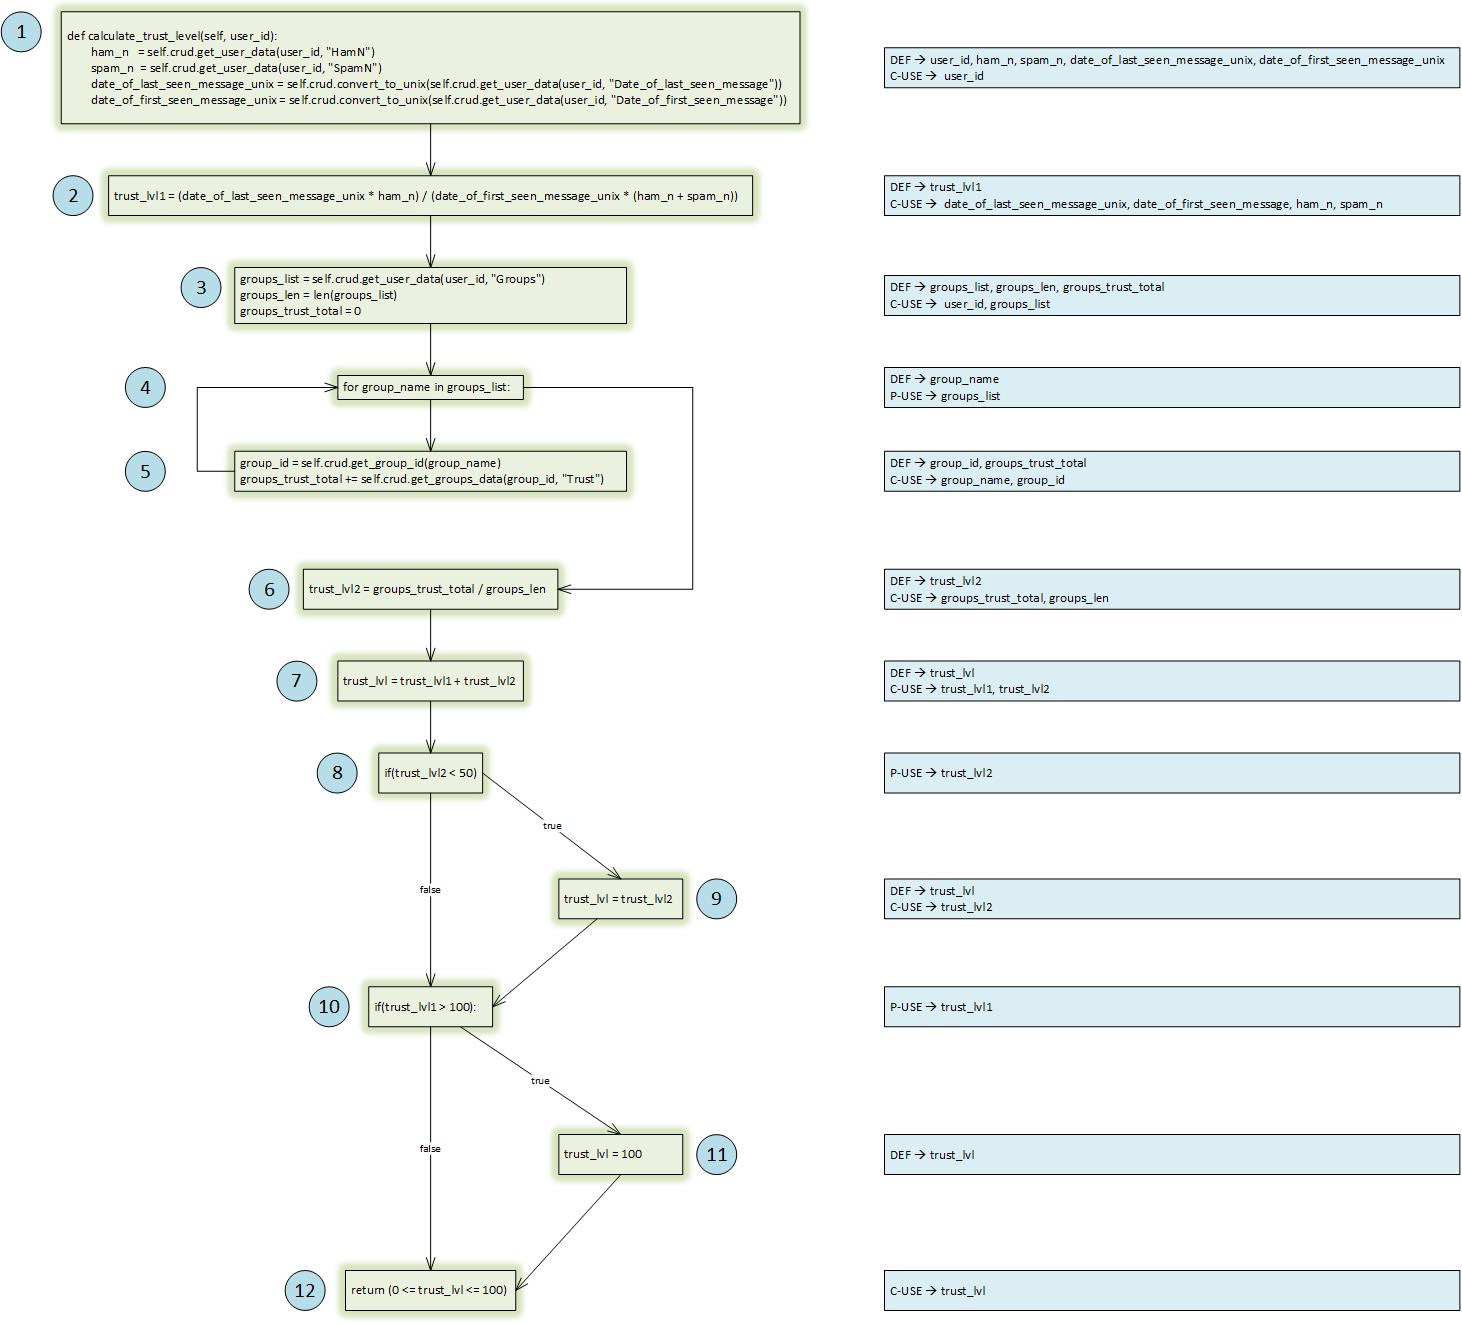 1
def calculate_trust_level(self, user_id):
ham_n = self.crud.get_user_data(user_id, "HamN")
spam_n = self.crud.get_user_data(user_id, "SpamN")
date_of_last_seen_message_unix = self.crud.convert_to_unix(self.crud.get_user_data(user_id, "Date_of_last_seen_message"))
date_of_first_seen_message_unix = self.crud.convert_to_unix(self.crud.get_user_data(user_id, "Date_of_first_seen_message"))
DEF → user_id, ham_n, spam_n, date_of_last_seen_message_unix, date_of_first_seen_message_unix
C-USE → user_id
2
trust_lvl1 = (date_of_last_seen_message_unix * ham_n) / (date_of_first_seen_message_unix * (ham_n + spam_n))
DEF → trust_lvl1
C-USE → date_of_last_seen_message_unix, date_of_first_seen_message, ham_n, spam_n
3
groups_list = self.crud.get_user_data(user_id, "Groups")
groups_len = len(groups_list)
groups_trust_total = 0
DEF → groups_list, groups_len, groups_trust_total
C-USE → user_id, groups_list
4
for group_name in groups_list:
DEF → group_name
P-USE → groups_list
5
group_id = self.crud.get_group_id(group_name)
groups_trust_total += self.crud.get_groups_data(group_id, "Trust")
DEF → group_id, groups_trust_total
C-USE → group_name, group_id
6
trust_lvl2 = groups_trust_total / groups_len
DEF → trust_lvl2
C-USE → groups_trust_total, groups_len
7
trust_lvl = trust_lvl1 + trust_lvl2
DEF → trust_lvl
C-USE → trust_lvl1, trust_lvl2
8
if(trust_lvl2 < 50)
P-USE → trust_lvl2
true
false
trust_lvl = trust_lvl2
9
DEF → trust_lvl
C-USE → trust_lvl2
10
if(trust_lvl1 > 100):
P-USE → trust_lvl1
true
false
trust_lvl = 100
11
DEF → trust_lvl
12
return (0 <= trust_lvl <= 100)
C-USE → trust_lvl